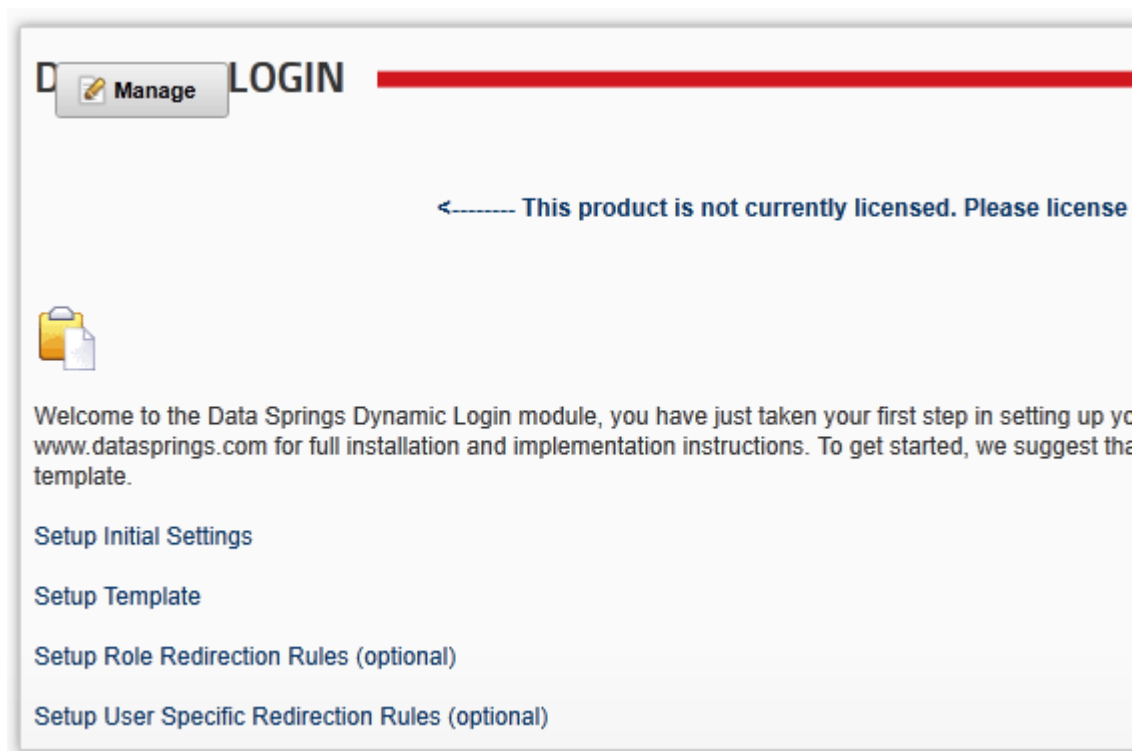 LOGIN
Manage
<-------- This product is not currently licensed. Please license
Welcome to the Data Springs Dynamic Login module, you have just taken your first step in setting up
www.datasprings.com for full installation and implementation instructions. To get started, we suggest
template.
Setup Initial Settings
Setup Template
Setup Role Redirection Rules (optional)
Setup User Specific Redirection Rules (optional)